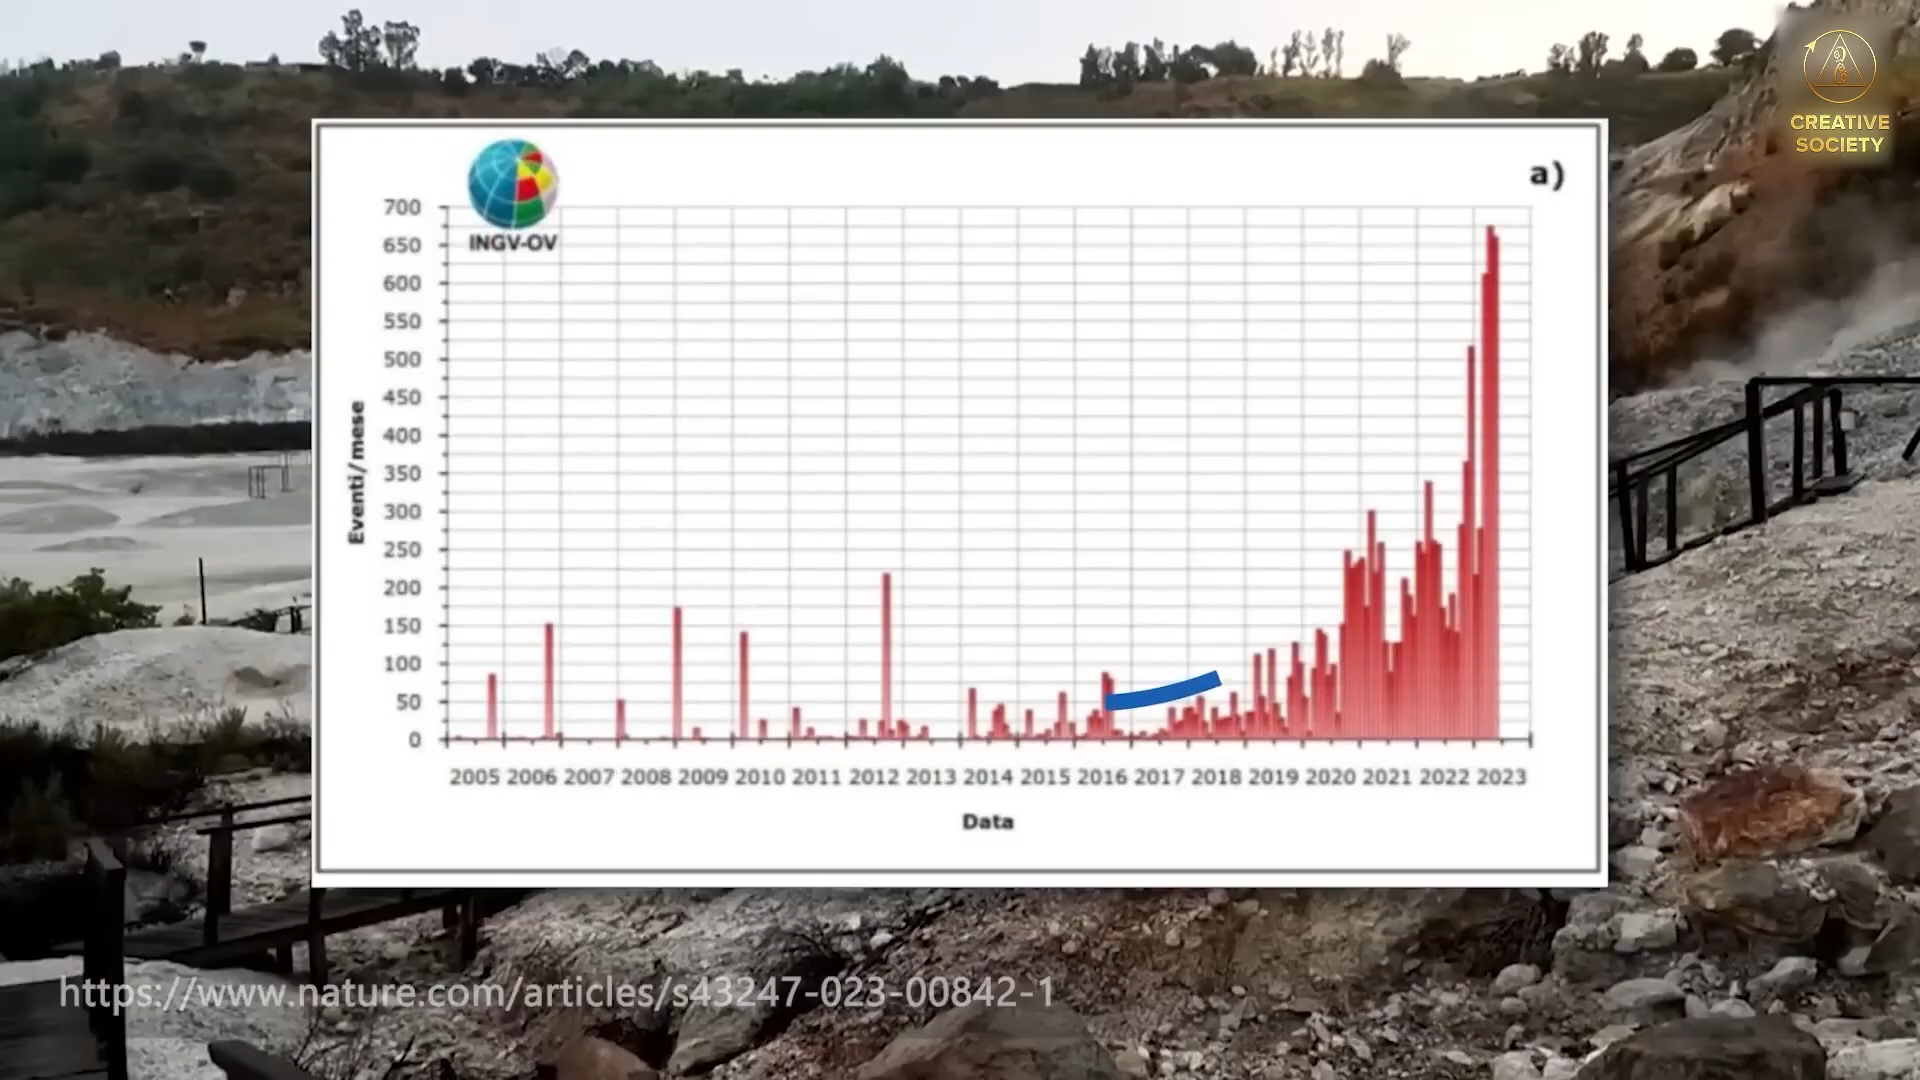 CREATIVE
SOCIETY
a)
INGV-OV
700
650
600
550
500
450
400
350
300
250
200
150
100
50
0
Eventi/mese
2005 2006 2007 2008 2009 2010 2011 2012 2013 2014 2015 2016 2017 2018 2019 2020 2021 2022 2023
Data
https://www.nature.com/articles/s43247-023-00842-1